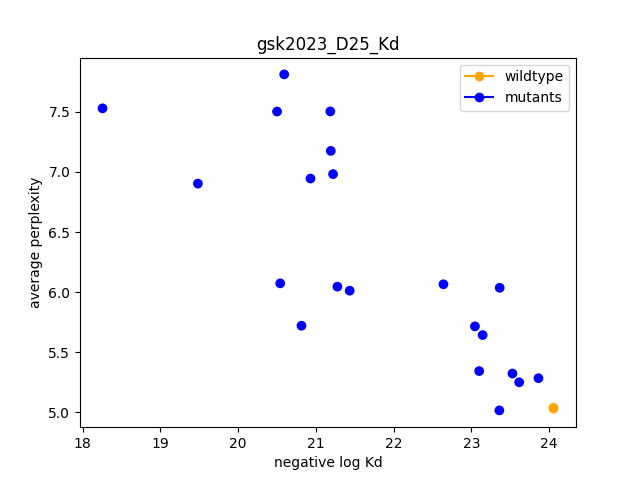 gsk2023_D25_Kd
wildtype
mutants
average perplexity
7.5
7.0
6.5
6.0
5.5
5.0
18 19 20 21 22 23 24
negative log Kd